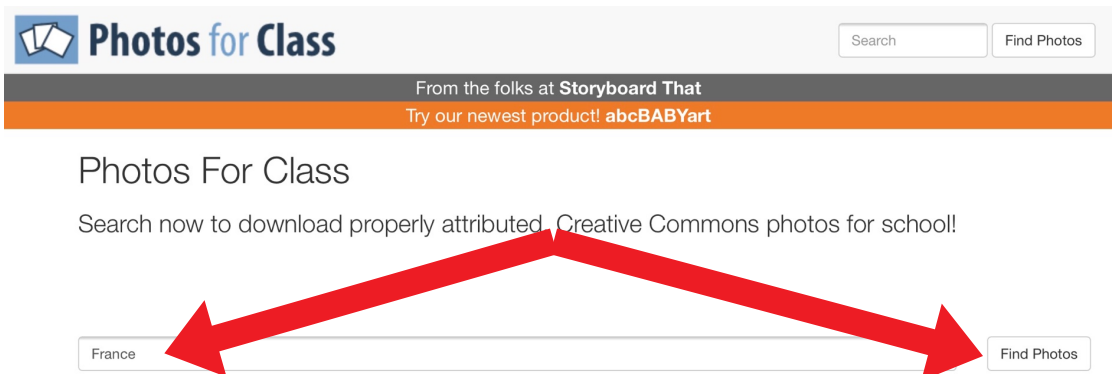 Photos for Class
Search
Find Photos
From the folks at Storyboard That
Try our newest product! abcBABYart
Photos For Class
Search now to download properly attributed, Creative Commons photos for school!
France
Find Photos